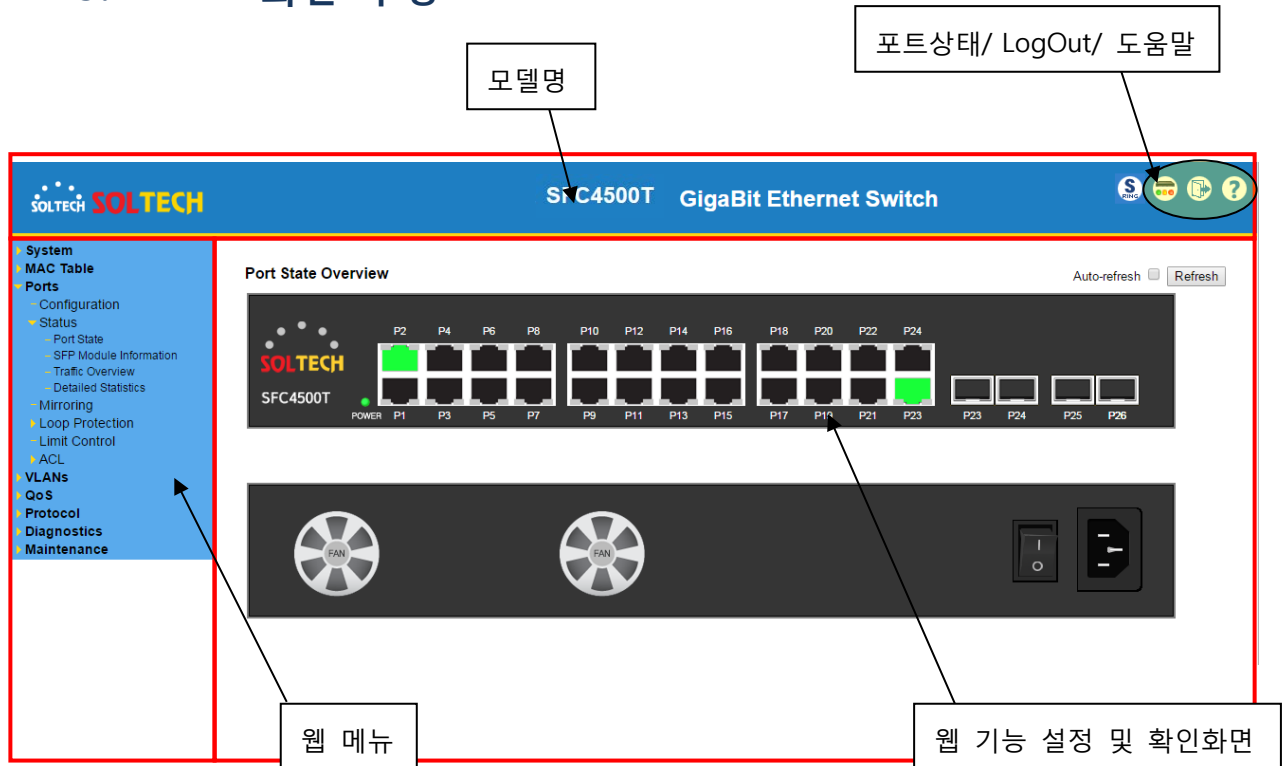 모델명
포트상태/ LogOut/ 도움말
SOLTECH SOLTECH
SFC4500T GigaBit Ethernet Switch
S RING
?
System
MAC Table
Ports
Configuration
Status
Port State
SFP Module Information
Traffic Overview
Detailed Statistics
Mirroring
Loop Protection
Limit Control
ACL
VLANs
QoS
Protocol
Diagnostics
Maintenance
Port State Overview
Auto-refresh Refresh
P2 P4 P6 P8 P10 P12 P14 P16 P18 P20 P22 P24
SOLTECH
SFC4500T
POWER P1 P3 P5 P7 P9 P11 P13 P15 P17 P19 P21 P23 P23 P24 P25 P26
FAN FAN
웹 메뉴
웹 기능 설정 및 확인화면